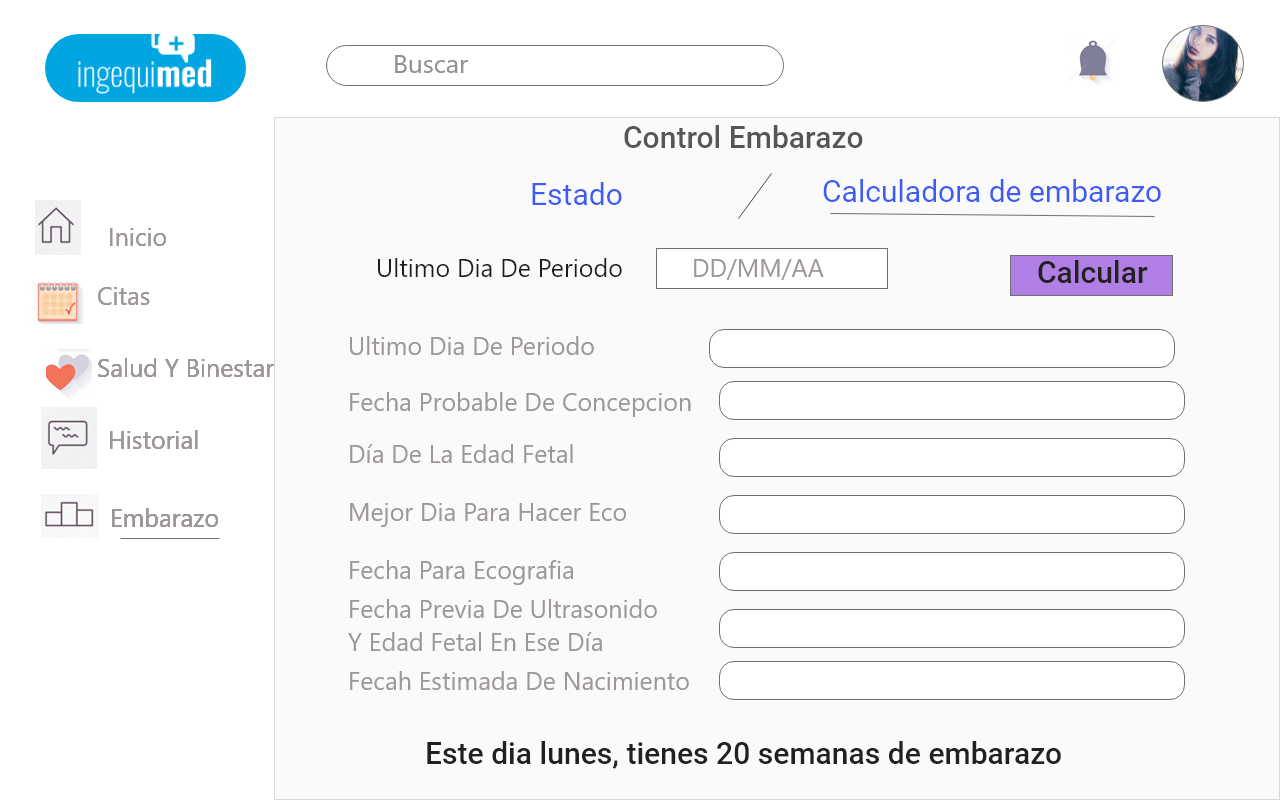 ingequimed
Buscar
Control Embarazo
Estado
Calculadora de embarazo
Inicio
Citas
Salud Y Binestar
Historial
Embarazo
Ultimo Dia De Periodo
DD/MM/AA
Calcular
Ultimo Dia De Periodo
Fecha Probable De Concepcion
Día De La Edad Fetal
Mejor Dia Para Hacer Eco
Fecha Para Ecografia
Fecha Previa De Ultrasonido
Y Edad Fetal En Ese Día
Fecah Estimada De Nacimiento
Este dia lunes, tienes 20 semanas de embarazo